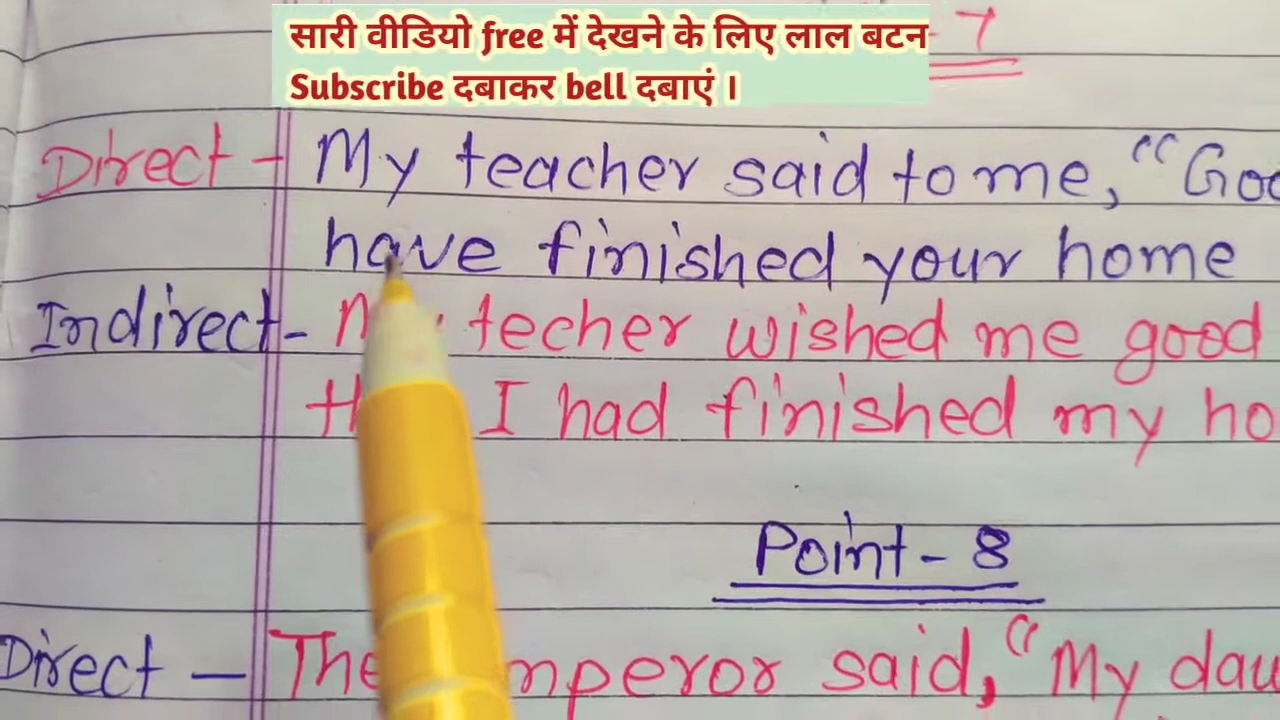 सारी वीडियो free में देखने के लिए लाल बटन
Subscribe दबाकर bell दबाएं ।
- 7
Direct - My teacher said to me, "Goo
have finished your home
Indirect - techer wished me good
I had finished my ho
Point - 8
Direct - The said, "My dau